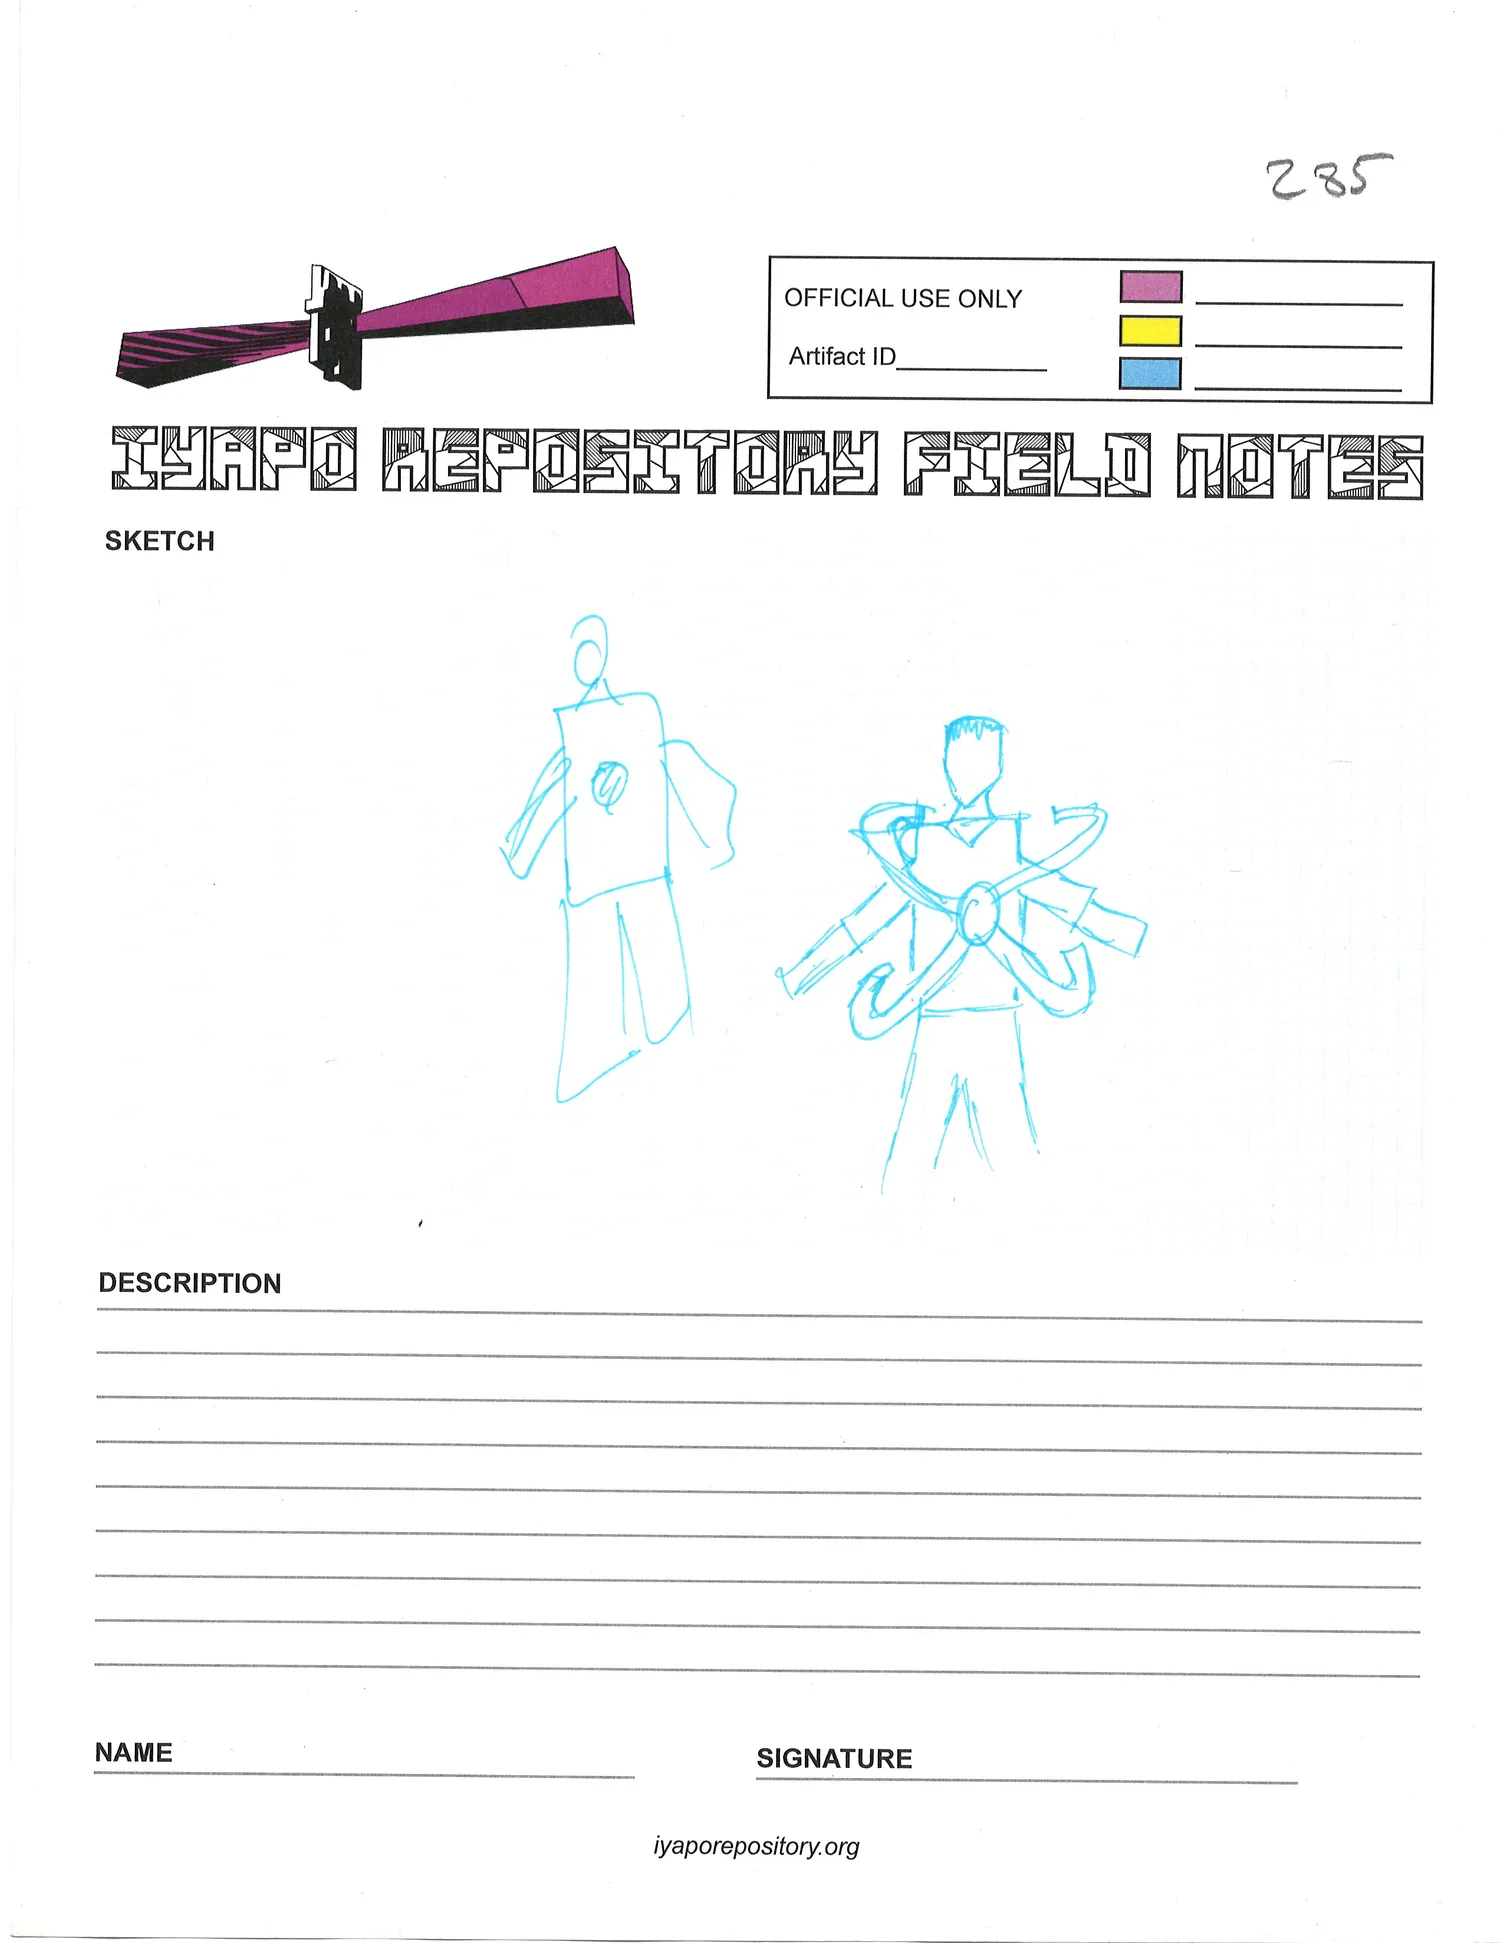 285
OFFICIAL USE ONLY
Artifact ID
IYAPO REPOSITORY FIELD NOTES
SKETCH
DESCRIPTION
NAME
SIGNATURE
iyaporepository.org